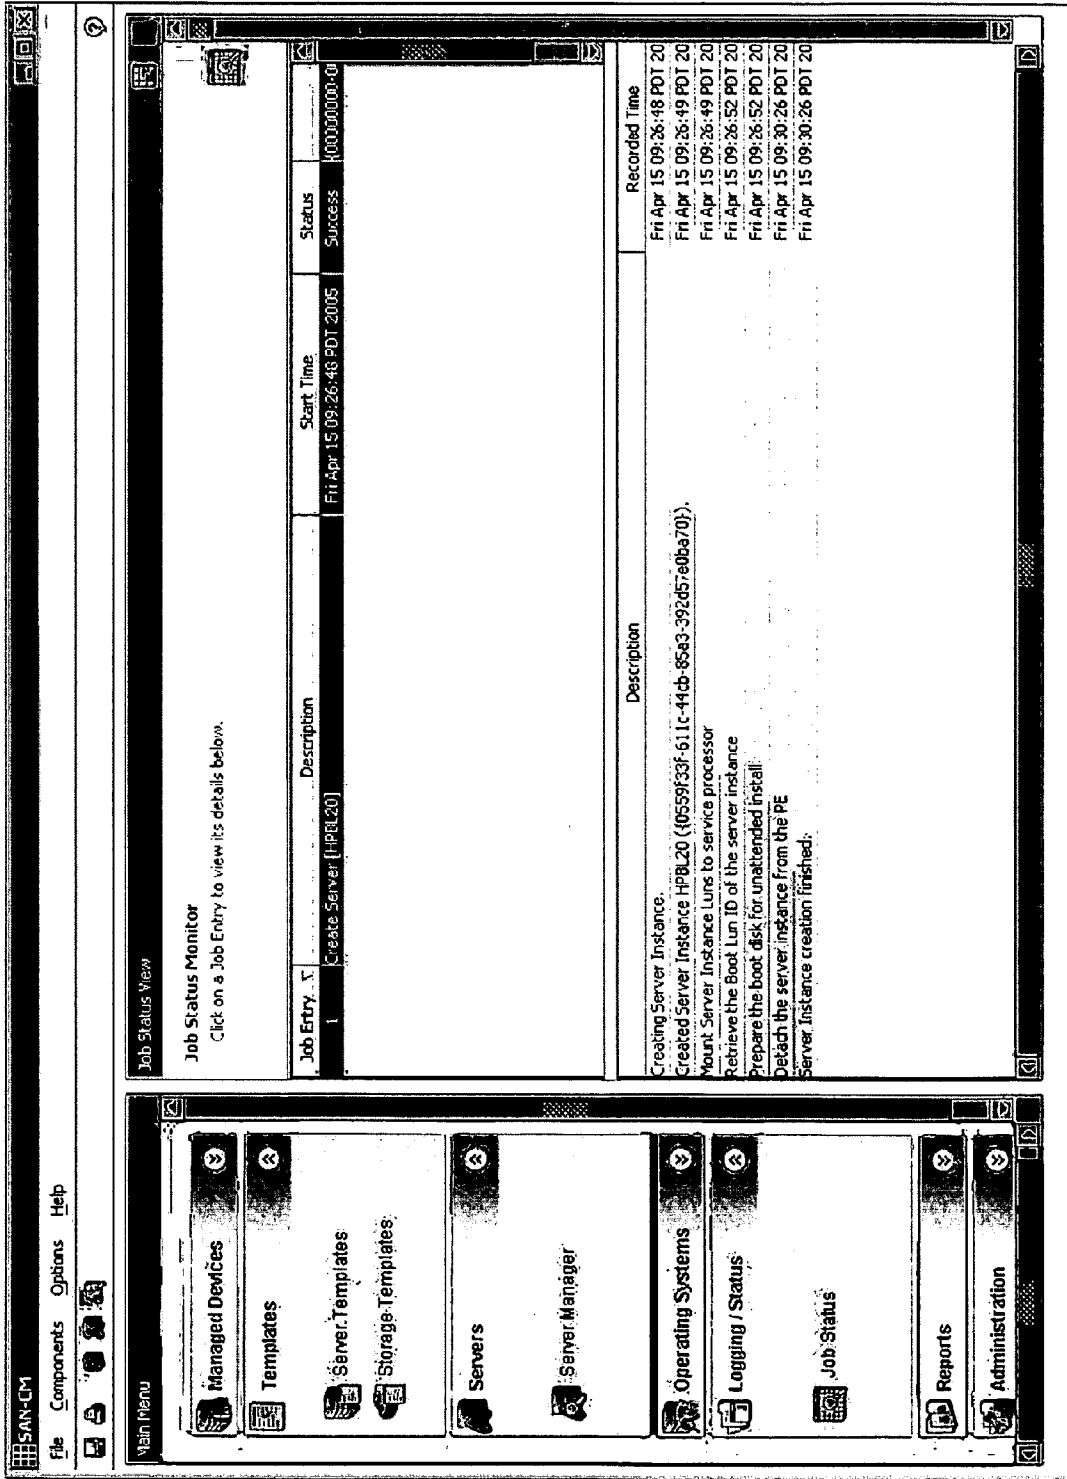 SAN-CM
File Components Options Help
Main Menu
Managed Devices
Templates
Server Templates
Storage Templates
Servers
Server Manager
Operating Systems
Logging / Status
Job Status
Reports
Administration
Job Status View
Job Status Monitor
Click on a Job Entry to view its details below.
Job Entry Description Start Time Status
1 Create Server [HPBL20] Fri Apr 15 09:26:48 PDT 2005 Success {00000000-0
Description Recorded Time
Creating Server Instance. Fri Apr 15 09:26:48 PDT 20
Created Server Instance HPBL20 ({0559f33f-611c-44cb-85a3-392d57e0ba70}). Fri Apr 15 09:26:49 PDT 20
Mount Server Instance Luns to service processor Fri Apr 15 09:26:49 PDT 20
Retrieve the Boot Lun ID of the server instance Fri Apr 15 09:26:52 PDT 20
Prepare the boot disk for unattended install Fri Apr 15 09:26:52 PDT 20
Detach the server instance from the PE Fri Apr 15 09:30:26 PDT 20
Server Instance creation finished. Fri Apr 15 09:30:26 PDT 20